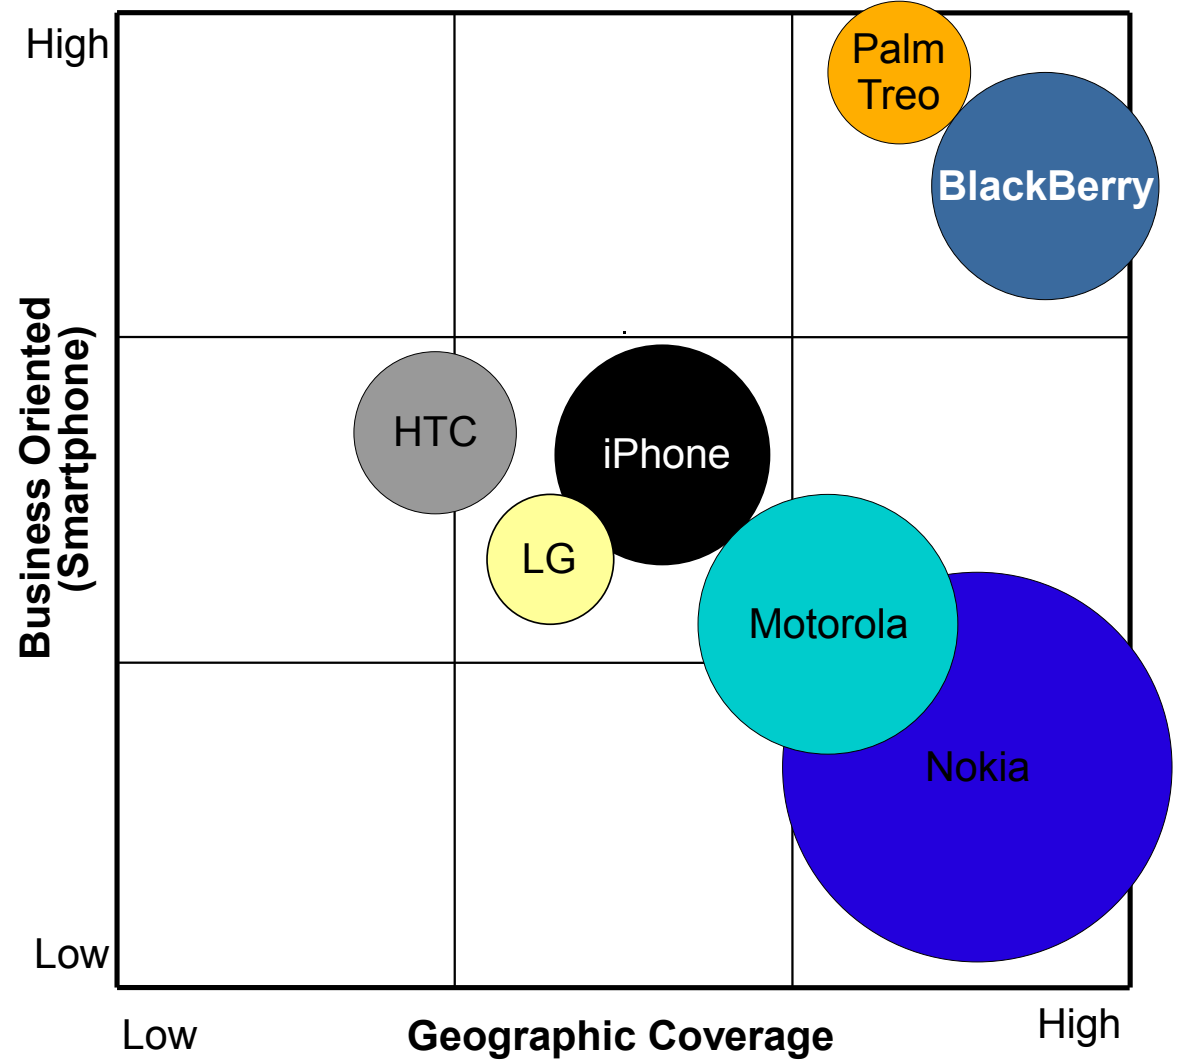 High
Palm
Treo
BlackBerry
Business Oriented
(Smartphone)
HTC
iPhone
LG
Motorola
Nokia
Low
Low
Geographic Coverage
High